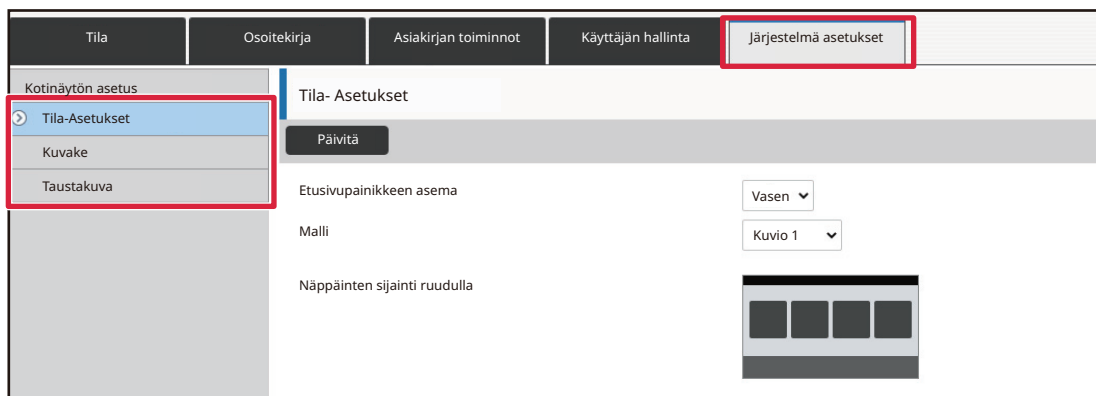 Tila
Osoitekirja
Asiakirjan toiminnot
Käyttäjän hallinta
Järjestelmä asetukset
Kotinäytön asetus
Tila-Asetukset
Kuvake
Taustakuva
Tila- Asetukset
Päivitä
Etusivupainikkeen asema
Vasen
Malli
Kuvio 1
Näppäinten sijainti ruudulla